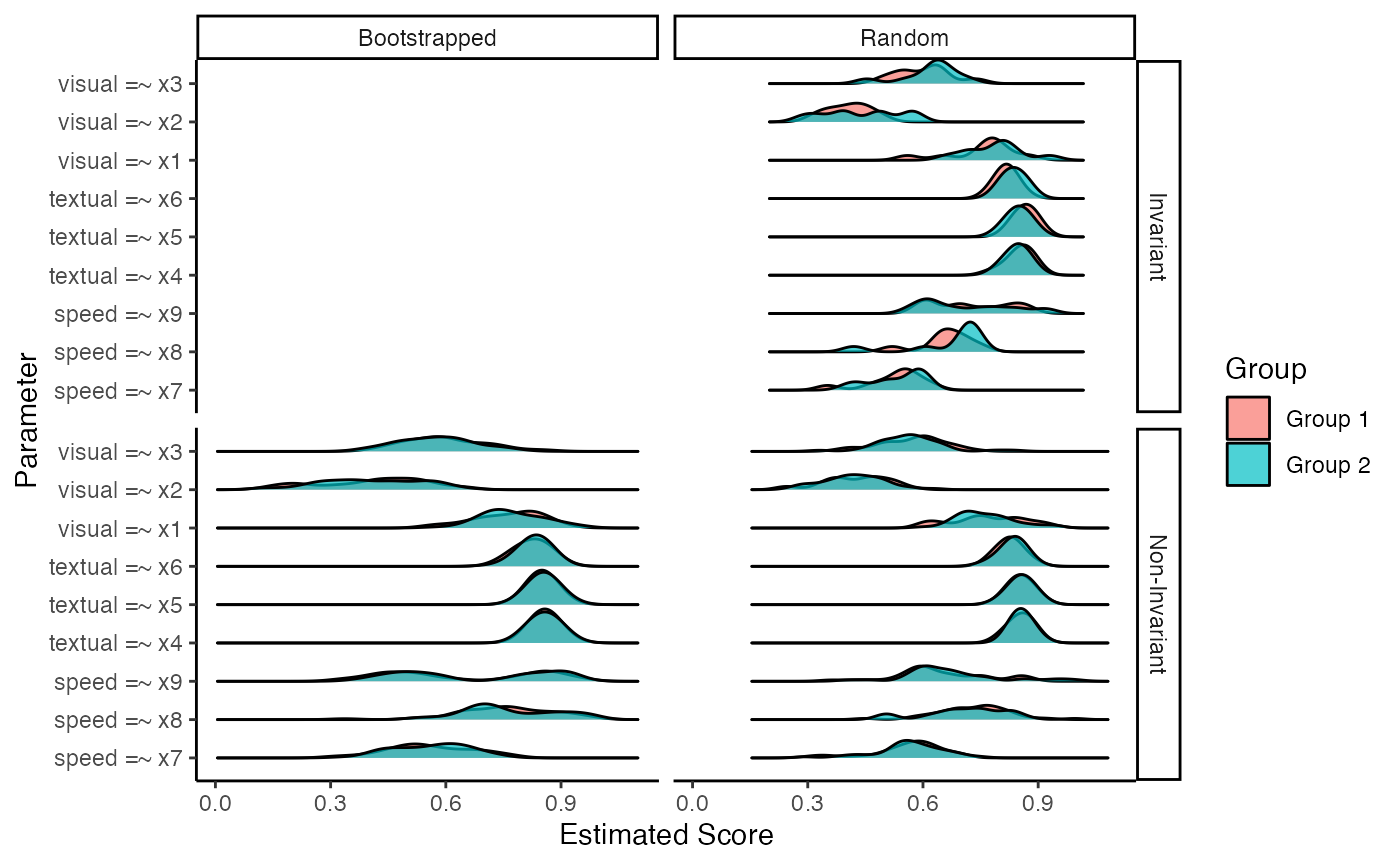 Bootstrapped
Random
visual =~ x3
visual =~ x2
visual =~ x1
textual =~ x6
textual =~ x5
textual =~ x4
speed =~ x9
speed =~ x8
speed =~ x7
Invariant
visual =~ x3
visual =~ x2
visual =~ x1
textual =~ x6
textual =~ x5
textual =~ x4
speed =~ x9
speed =~ x8
speed =~ x7
Non-Invariant
Parameter
0.0 0.3 0.6 0.9
0.0 0.3 0.6 0.9
Estimated Score
Group
Group 1
Group 2